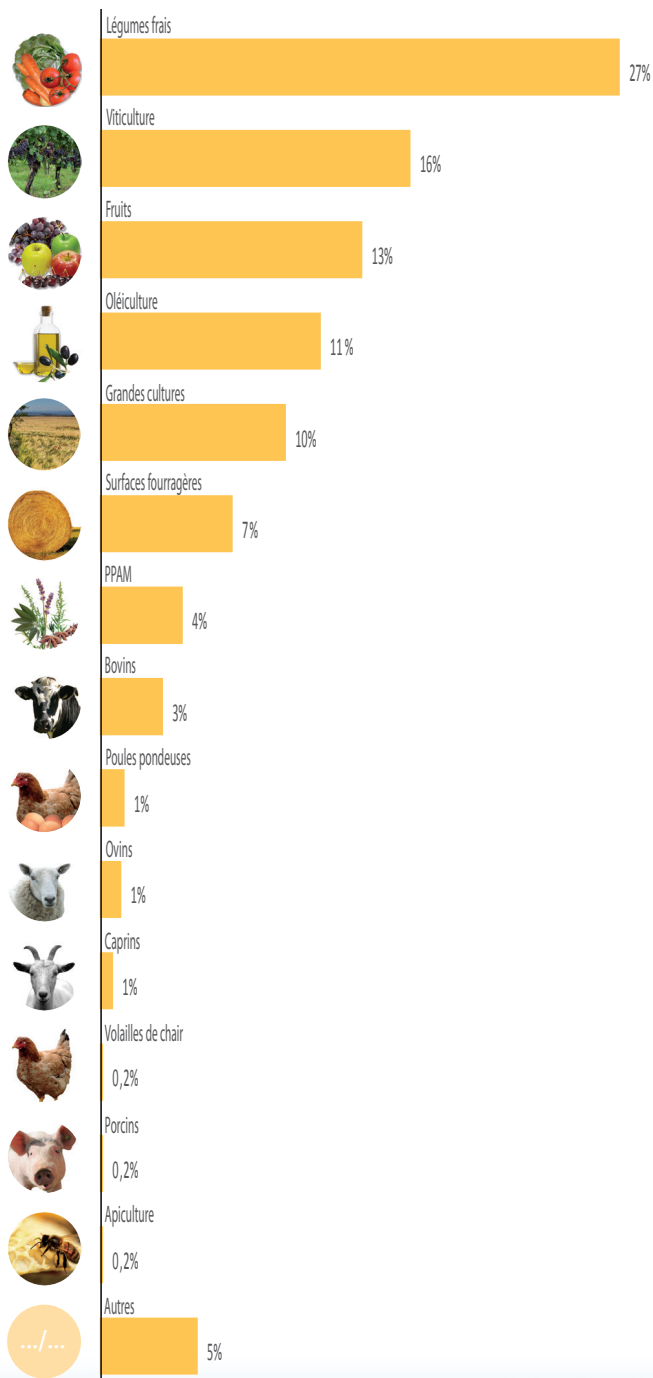 Légumes frais
27%
Viticulture
16%
Fruits
13%
Oléiculture
11%
Grandes cultures
10%
Surfaces fourragères
7%
PPAM
4%
Bovins
3%
Poules pondeuses
1%
Ovins
1%
Caprins
1%
Volailles de chair
0,2%
Porcins
0,2%
Apiculture
0,2%
Autres
.../...
5%